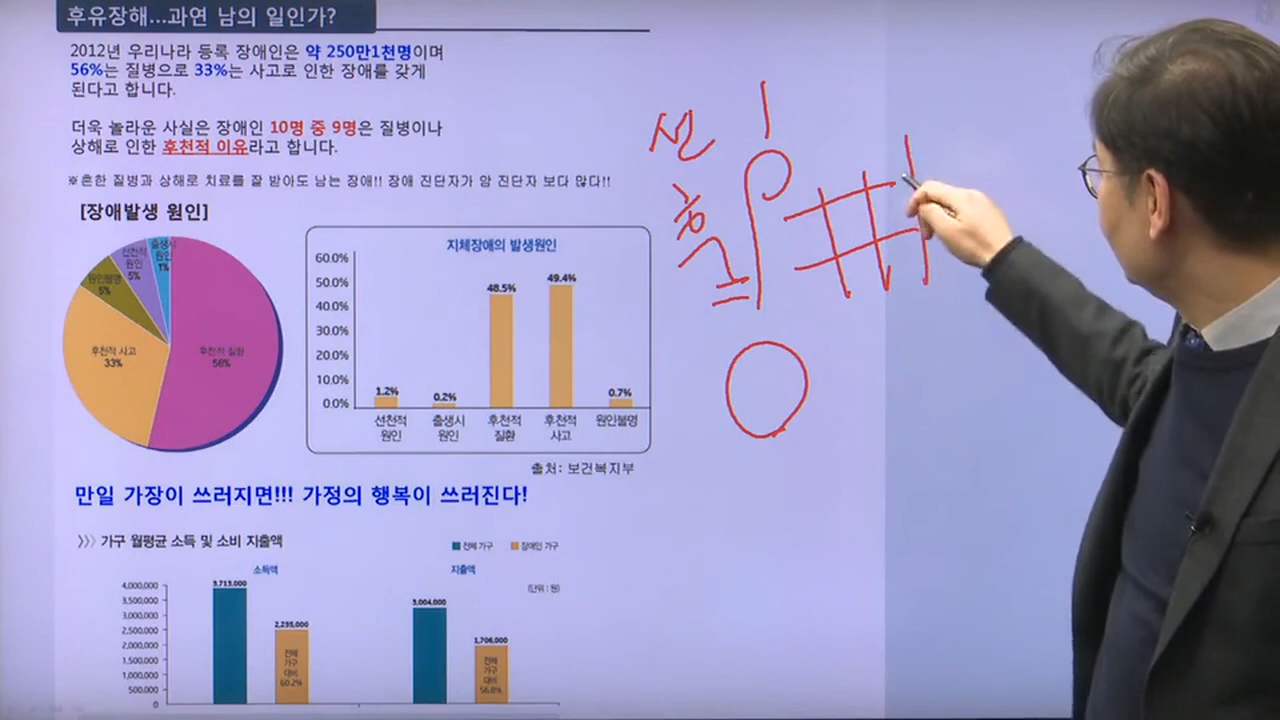 후유장해...과연 남의 일인가?
2012년 우리나라 등록 장애인은 약 250만1천명이며
56%는 질병으로 33%는 사고로 인한 장애를 갖게
된다고 합니다.
더욱 놀라운 사실은 장애인 10명 중 9명은 질병이나
상해로 인한 후천적 이유라고 합니다.
※흔한 질병과 상해로 치료를 잘 받아도 남는 장애!! 장애 진단자가 암 진단자 보다 많다!!
[장애발생 원인]
원인불명
5%
선천적
원인
5%
출생시
원인
1%
후천적 사고
33%
후천적 질환
56%
지체장애의 발생원인
60.0%
50.0%
40.0%
30.0%
20.0%
10.0%
0.0%
1.2%
0.2%
48.5%
49.4%
0.7%
선천적
원인
출생시
원인
후천적
질환
후천적
사고
원인불명
출처: 보건복지부
만일 가장이 쓰러지면!!! 가정의 행복이 쓰러진다!
>>> 가구 월평균 소득 및 소비 지출액
전체 가구
장애인 가구
소득액
지출액
(단위 : 원)
4,000,000
3,500,000
3,000,000
2,500,000
2,000,000
1,500,000
1,000,000
500,000
0
3,713,000
2,235,000
전체
가구
대비
60.2%
3,004,000
1,706,000
전체
가구
대비
56.8%
선